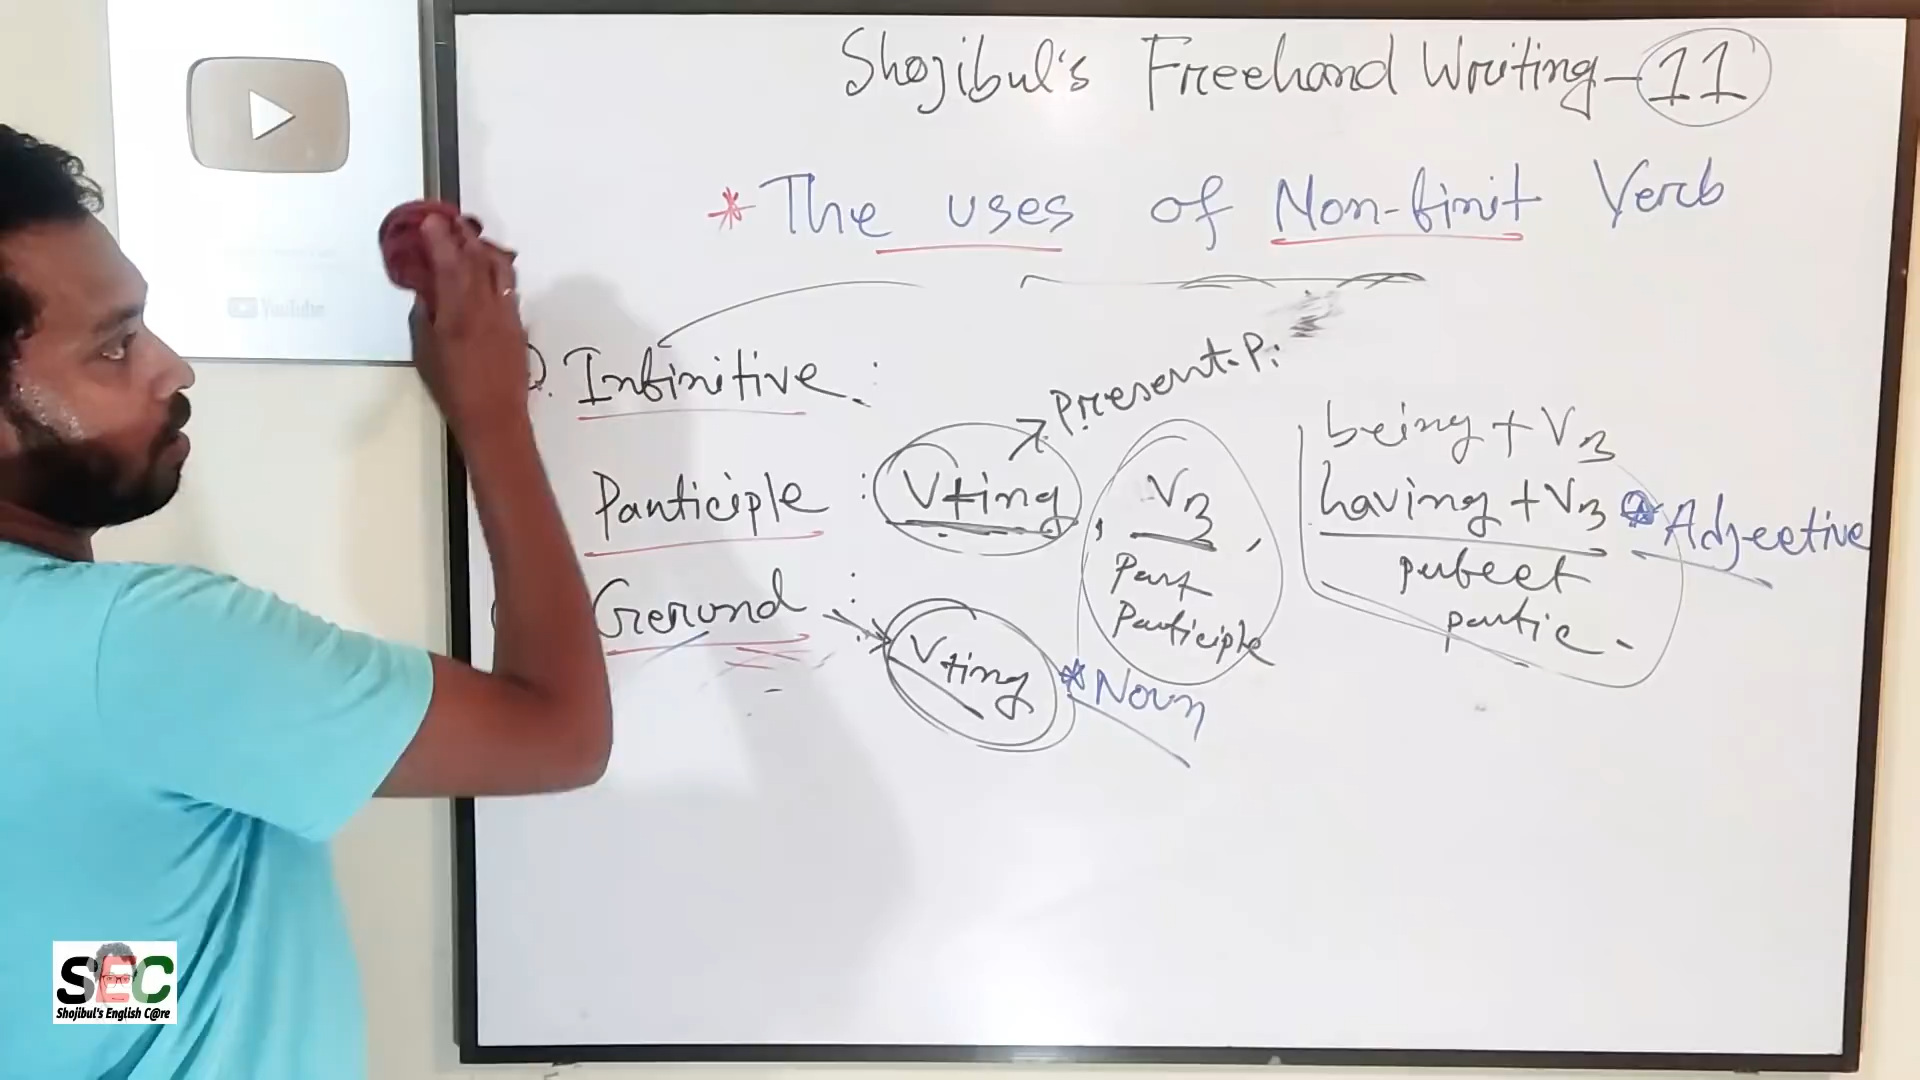 Shojibul's Freehand Writing-11
* The uses of Non-finit Verb
Infinitive :
Present.P:
Participle : V+ing, V3, being + V3
having + V3 * Adjective
Past
Participle
perfect
partic-
Gerund : V+ing * Noun
YouTube
SEC
Shojibul's English C@re